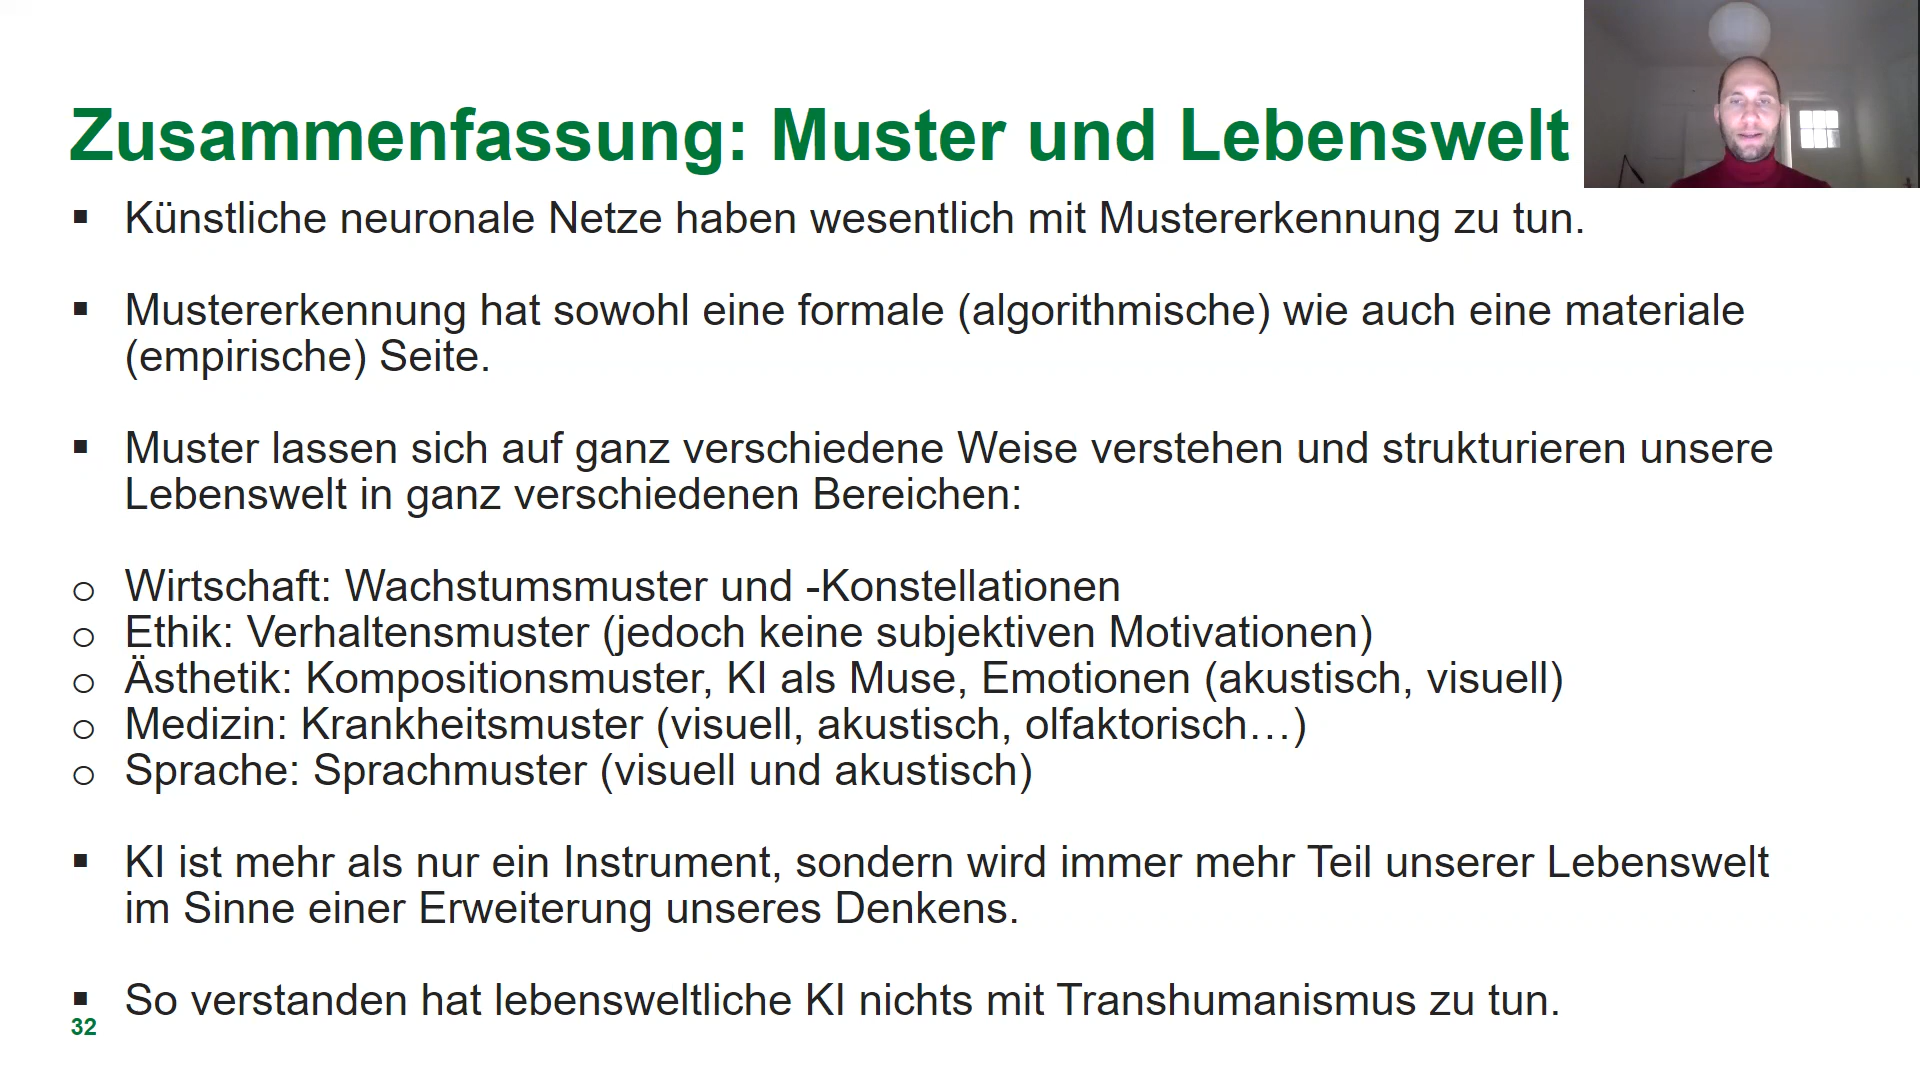 Zusammenfassung: Muster und Lebenswelt
▪ Künstliche neuronale Netze haben wesentlich mit Mustererkennung zu tun.
▪ Mustererkennung hat sowohl eine formale (algorithmische) wie auch eine materiale
(empirische) Seite.
▪ Muster lassen sich auf ganz verschiedene Weise verstehen und strukturieren unsere
Lebenswelt in ganz verschiedenen Bereichen:
o Wirtschaft: Wachstumsmuster und -Konstellationen
o Ethik: Verhaltensmuster (jedoch keine subjektiven Motivationen)
o Ästhetik: Kompositionsmuster, KI als Muse, Emotionen (akustisch, visuell)
o Medizin: Krankheitsmuster (visuell, akustisch, olfaktorisch…)
o Sprache: Sprachmuster (visuell und akustisch)
▪ KI ist mehr als nur ein Instrument, sondern wird immer mehr Teil unserer Lebenswelt
im Sinne einer Erweiterung unseres Denkens.
▪ So verstanden hat lebensweltliche KI nichts mit Transhumanismus zu tun.
32